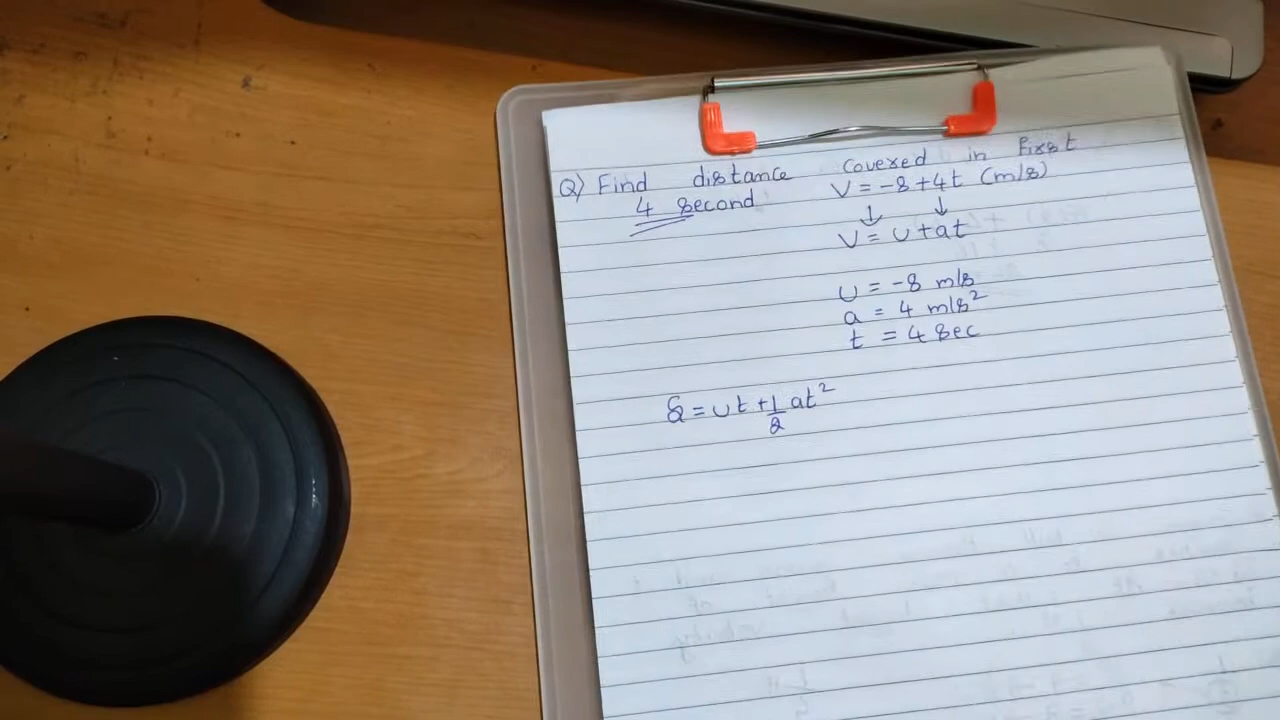 Q) Find distance covered in first
4 second V = -8 + 4t (m/s)
↓ ↓
V = u + at
u = -8 m/s
a = 4 m/s²
t = 4 sec
S = ut + 1/2 at²